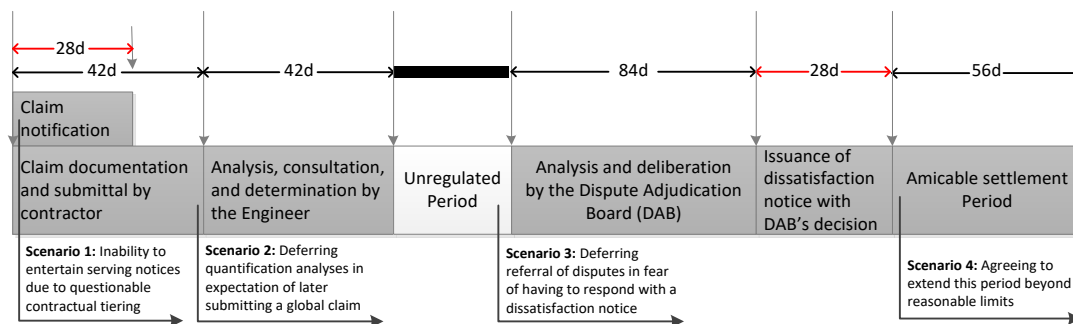 28d
42d
42d
84d
28d
56d
Claim
notification
Claim documentation
and submittal by
contractor
Analysis, consultation,
and determination by
the Engineer
Unregulated
Period
Analysis and deliberation
by the Dispute Adjudication
Board (DAB)
Issuance of
dissatisfaction
notice with
DAB's decision
Amicable settlement
Period
Scenario 1: Inability to
entertain serving notices
due to questionable
contractual tiering
Scenario 2: Deferring
quantification analyses in
expectation of later
submitting a global claim
Scenario 3: Deferring
referral of disputes in fear
of having to respond with a
dissatisfaction notice
Scenario 4: Agreeing to
extend this period beyond
reasonable limits